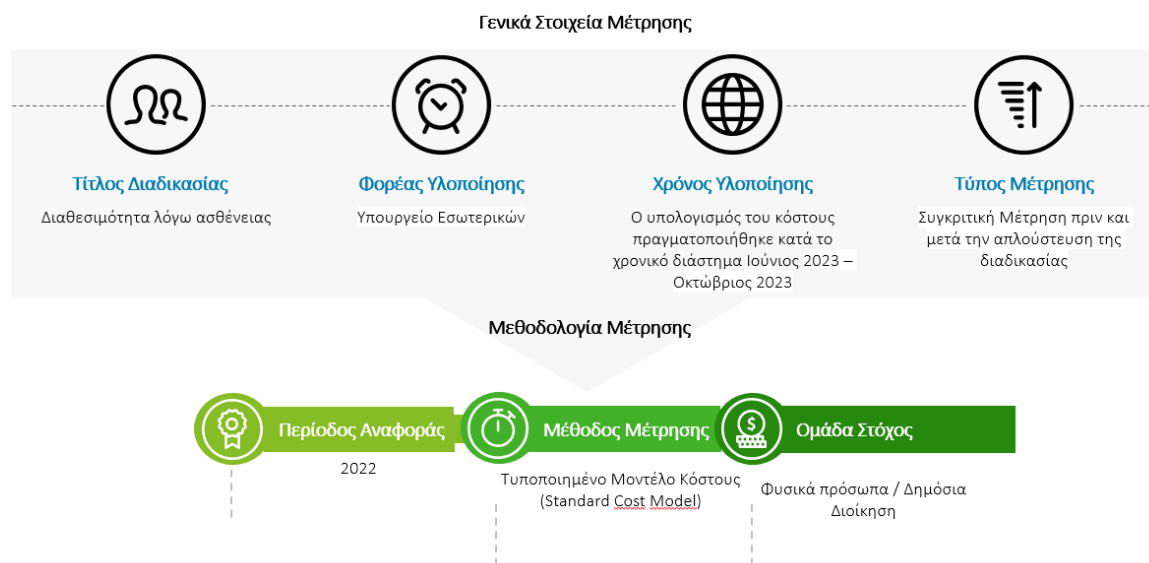 Γενικά Στοιχεία Μέτρησης
Τίτλος Διαδικασίας
Διαθεσιμότητα λόγω ασθένειας
Φορέας Υλοποίησης
Υπουργείο Εσωτερικών
Χρόνος Υλοποίησης
Ο υπολογισμός του κόστους
πραγματοποιήθηκε κατά το
χρονικό διάστημα Ιούνιος 2023 –
Οκτώβριος 2023
Τύπος Μέτρησης
Συγκριτική Μέτρηση πριν και
μετά την απλούστευση της
διαδικασίας
Μεθοδολογία Μέτρησης
Περίοδος Αναφοράς
2022
Μέθοδος Μέτρησης
Τυποποιημένο Μοντέλο Κόστους
(Standard Cost Model)
$
Ομάδα Στόχος
Φυσικά πρόσωπα / Δημόσια
Διοίκηση